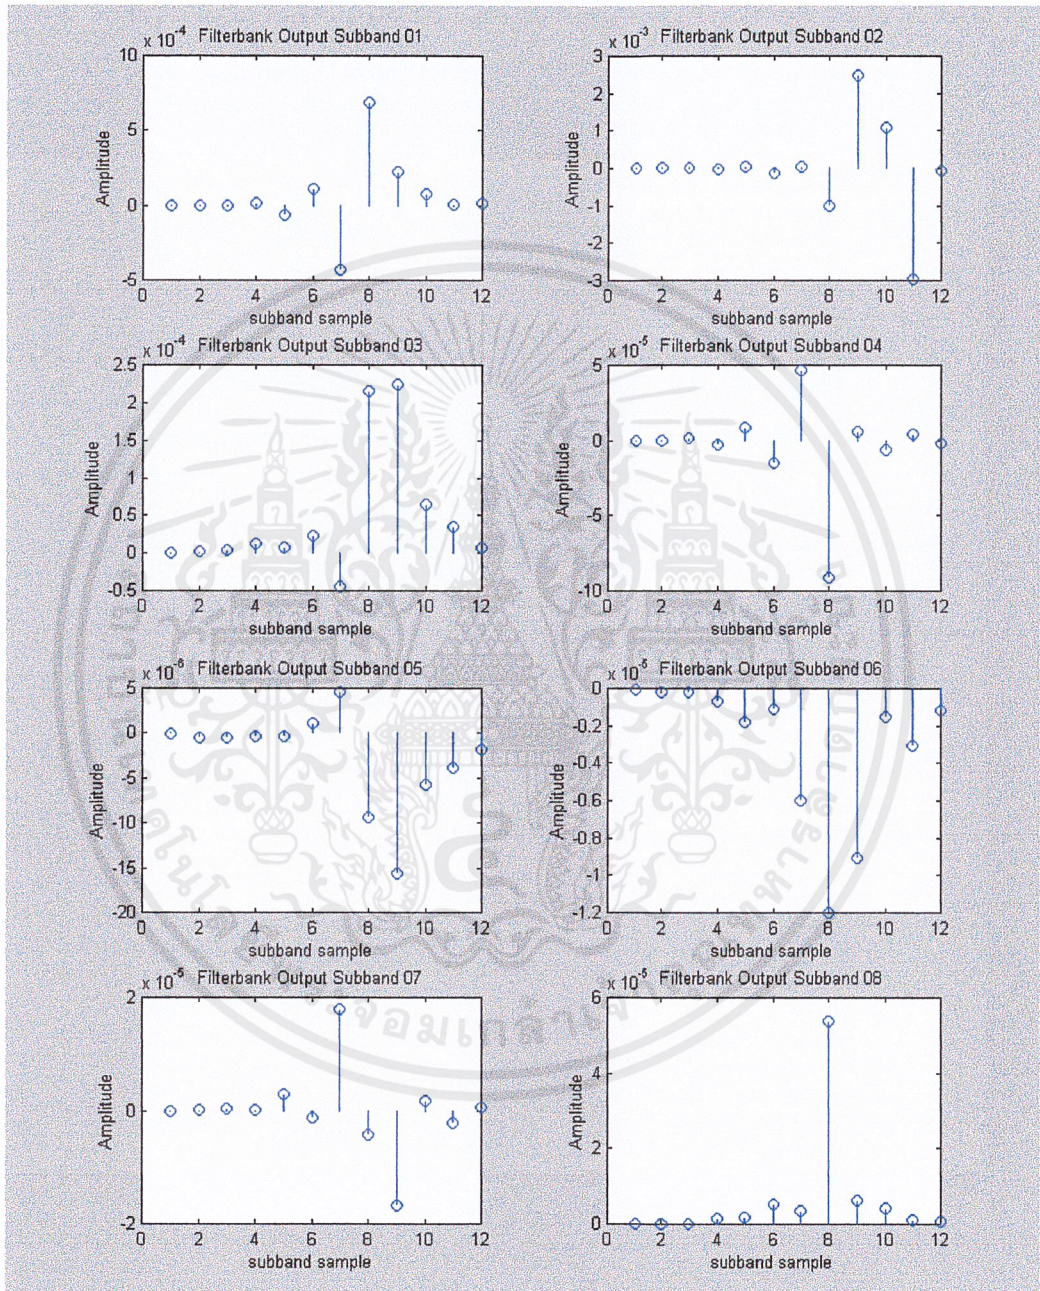 x 10^-4 Filterbank Output Subband 01
10
5
0
-5
Amplitude
0 2 4 6 8 10 12
subband sample
x 10^-3 Filterbank Output Subband 02
3
2
1
0
-1
-2
-3
Amplitude
0 2 4 6 8 10 12
subband sample
x 10^-4 Filterbank Output Subband 03
2.5
2
1.5
1
0.5
0
-0.5
Amplitude
0 2 4 6 8 10 12
subband sample
x 10^-5 Filterbank Output Subband 04
5
0
-5
-10
Amplitude
0 2 4 6 8 10 12
subband sample
x 10^-6 Filterbank Output Subband 05
5
0
-5
-10
-15
-20
Amplitude
0 2 4 6 8 10 12
subband sample
x 10^-5 Filterbank Output Subband 06
0
-0.2
-0.4
-0.6
-0.8
-1
-1.2
Amplitude
0 2 4 6 8 10 12
subband sample
x 10^-5 Filterbank Output Subband 07
2
0
-2
Amplitude
0 2 4 6 8 10 12
subband sample
x 10^-5 Filterbank Output Subband 08
6
4
2
0
Amplitude
0 2 4 6 8 10 12
subband sample